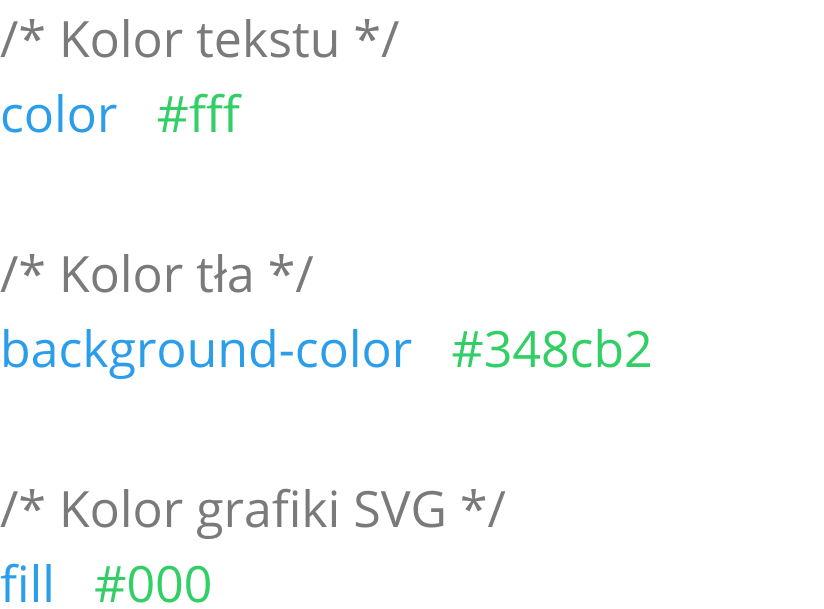 /* Kolor tekstu */
color #fff
/* Kolor tła */
background-color #348cb2
/* Kolor grafiki SVG */
fill #000